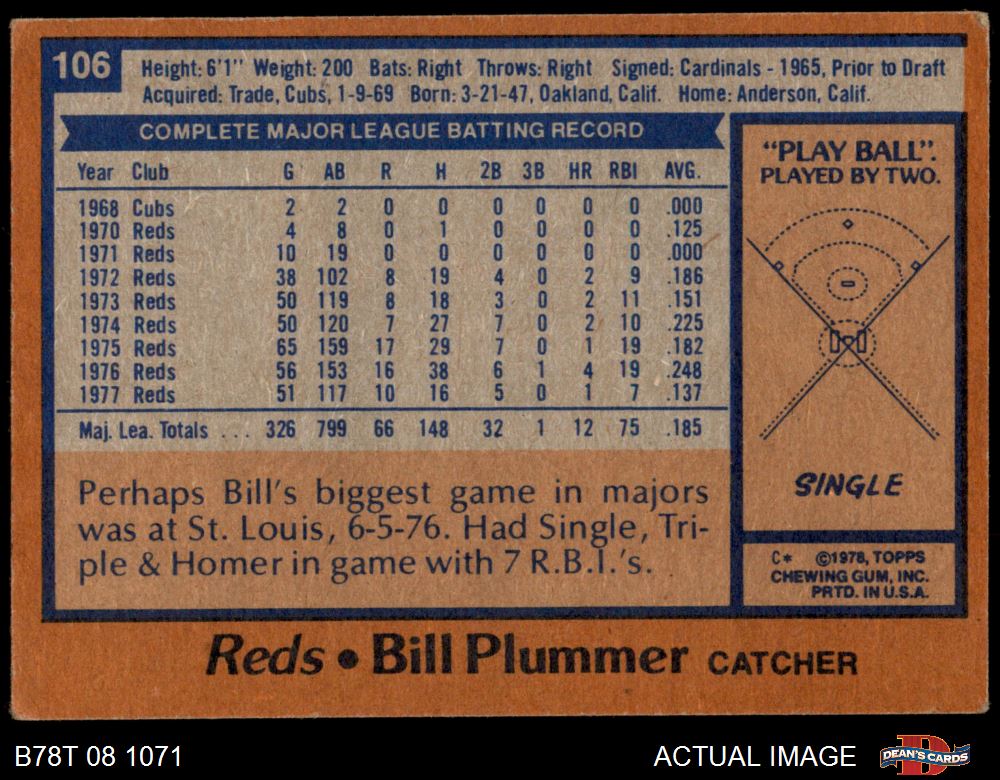 106
Height: 6'1" Weight: 200 Bats: Right Throws: Right Signed: Cardinals - 1965, Prior to Draft
Acquired: Trade, Cubs, 1-9-69 Born: 3-21-47, Oakland, Calif. Home: Anderson, Calif.
COMPLETE MAJOR LEAGUE BATTING RECORD
Year Club G AB R H 2B 3B HR RBI AVG.
1968 Cubs 2 2 0 0 0 0 0 0 .000
1970 Reds 4 8 0 1 0 0 0 0 .125
1971 Reds 10 19 0 0 0 0 0 0 .000
1972 Reds 38 102 8 19 4 0 2 9 .186
1973 Reds 50 119 8 18 3 0 2 11 .151
1974 Reds 50 120 7 27 7 0 2 10 .225
1975 Reds 65 159 17 29 7 0 1 19 .182
1976 Reds 56 153 16 38 6 1 4 19 .248
1977 Reds 51 117 10 16 5 0 1 7 .137
Maj. Lea. Totals ... 326 799 66 148 32 1 12 75 .185
Perhaps Bill's biggest game in majors
was at St. Louis, 6-5-76. Had Single, Tri-
ple & Homer in game with 7 R.B.I.'s.
"PLAY BALL".
PLAYED BY TWO.
SINGLE
C* ©1978, TOPPS
CHEWING GUM, INC.
PRTD. IN U.S.A.
Reds • Bill Plummer CATCHER
B78T 08 1071
ACTUAL IMAGE
D
DEAN'S CARDS